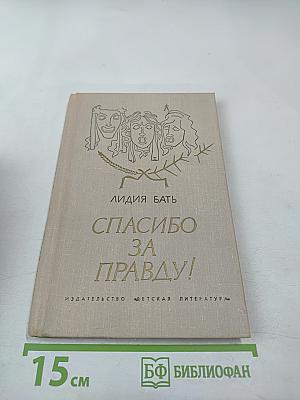 ЛИДИЯ БАТЬ
СПАСИБО
ЗА
ПРАВДУ!
ИЗДАТЕЛЬСТВО «ДЕТСКАЯ ЛИТЕРАТУРА»
15 см
БФ БИБЛИОФАН